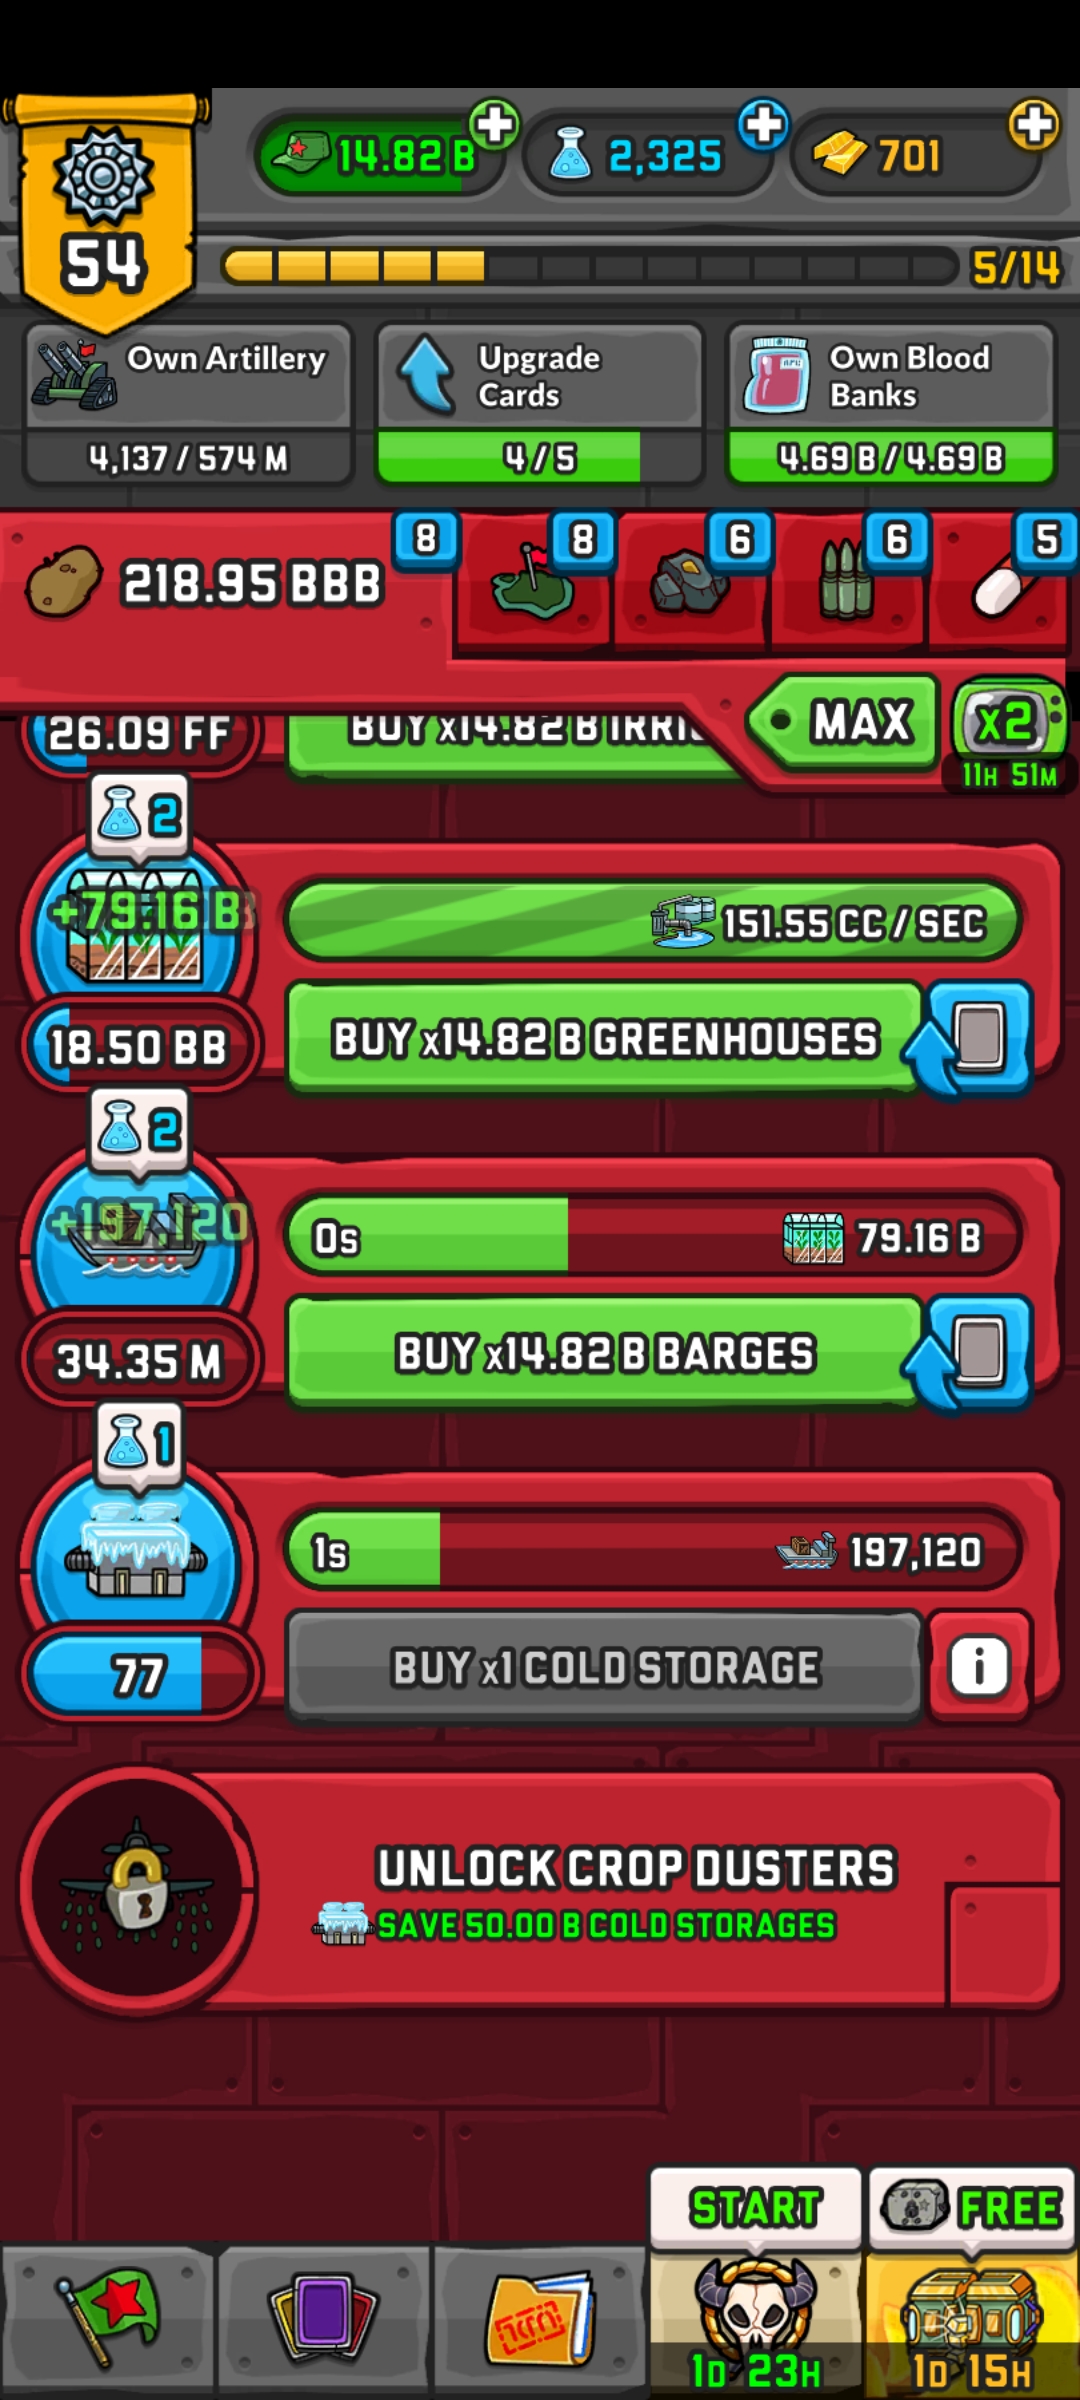 54
14.82 B
2,325
701
5/14
Own Artillery
4,137 / 574 M
Upgrade
Cards
4 / 5
Own Blood
Banks
4.69 B / 4.69 B
218.95 BBB
8
8
6
6
5
MAX
x2
11H 51M
26.09 FF
BUY x14.82 B
2
+79.16 B
151.55 CC / SEC
18.50 BB
BUY x14.82 B GREENHOUSES
2
+197,120
0s
79.16 B
34.35 M
BUY x14.82 B BARGES
1
1s
197,120
77
BUY x1 COLD STORAGE
i
UNLOCK CROP DUSTERS
SAVE 50.00 B COLD STORAGES
START
FREE
1D 23H
1D 15H